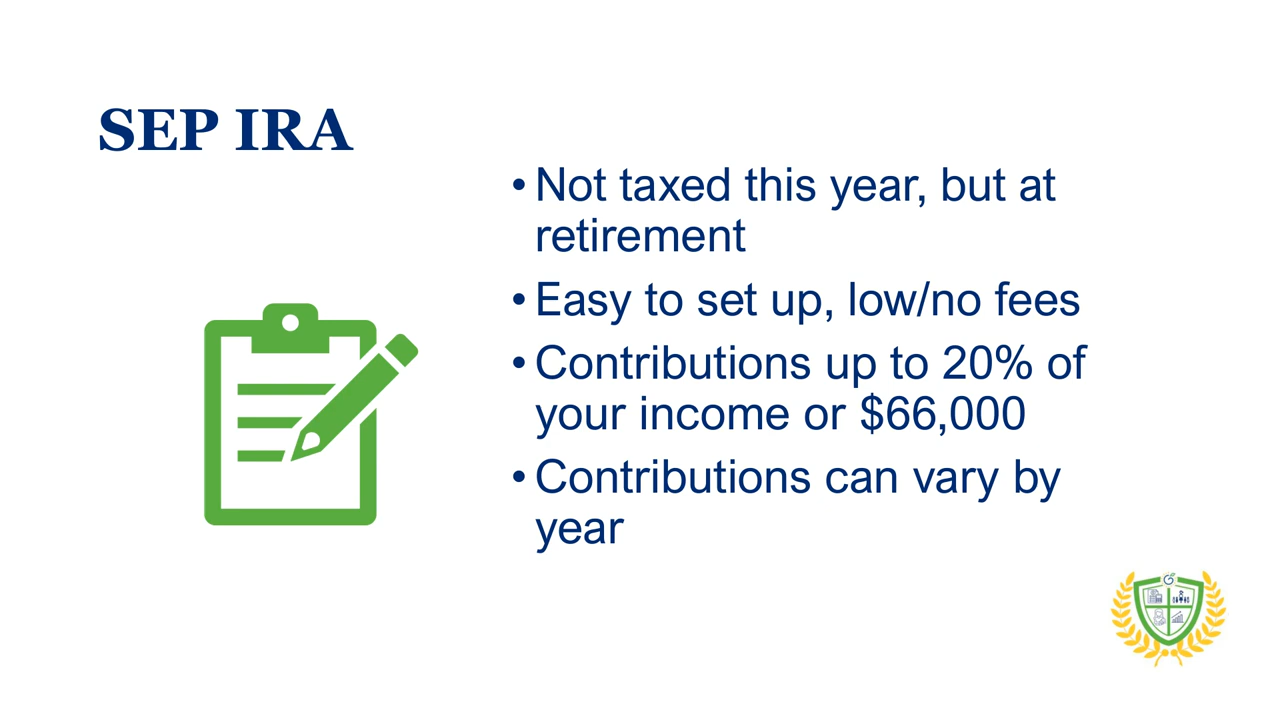 SEP IRA
• Not taxed this year, but at
retirement
• Easy to set up, low/no fees
• Contributions up to 20% of
your income or $66,000
• Contributions can vary by
year